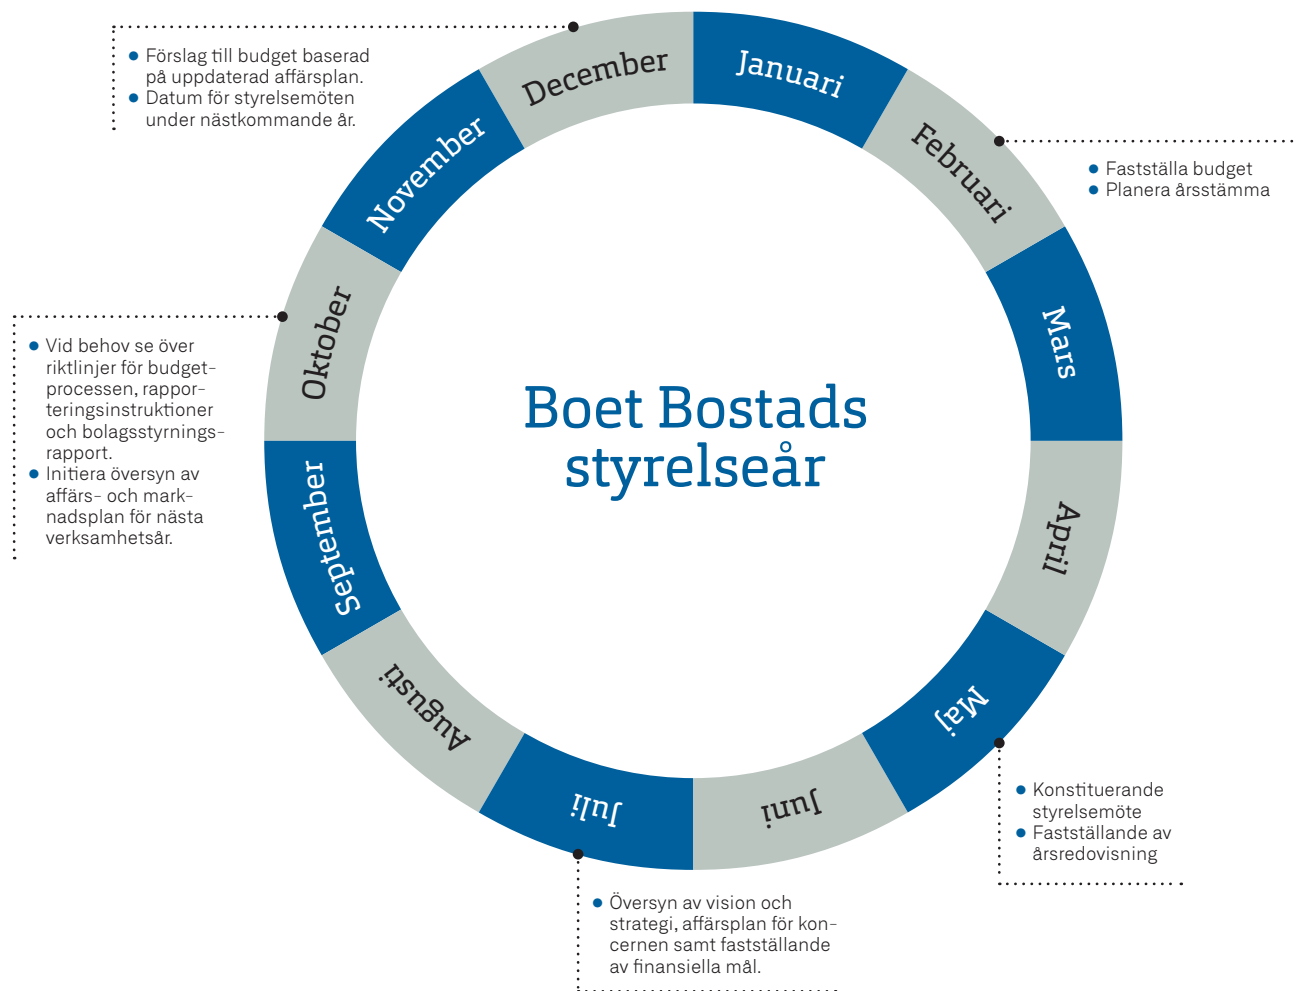 Boet Bostads
styrelseår
Januari
Februari
● Fastställa budget
● Planera årsstämma
Mars
April
Maj
● Konstituerande
styrelsemöte
● Fastställande av
årsredovisning
Juni
Juli
● Översyn av vision och
strategi, affärsplan för kon-
cernen samt fastställande
av finansiella mål.
Augusti
September
Oktober
● Vid behov se över
riktlinjer för budget-
processen, rappor-
teringsinstruktioner
och bolagsstyrnings-
rapport.
● Initiera översyn av
affärs- och mark-
nadsplan för nästa
verksamhetsår.
November
December
● Förslag till budget baserad
på uppdaterad affärsplan.
● Datum för styrelsemöten
under nästkommande år.